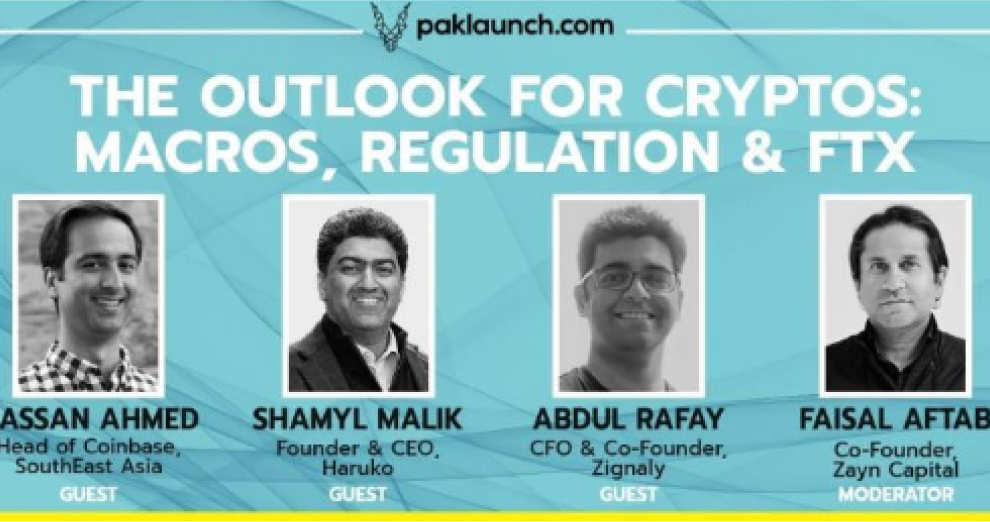 paklaunch.com
THE OUTLOOK FOR CRYPTOS:
MACROS, REGULATION & FTX
ASSAN AHMED
Head of Coinbase,
SouthEast Asia
GUEST
SHAMYL MALIK
Founder & CEO,
Haruko
GUEST
ABDUL RAFAY
CFO & Co-Founder,
Zignaly
GUEST
FAISAL AFTAB
Co-Founder,
Zayn Capital
MODERATOR